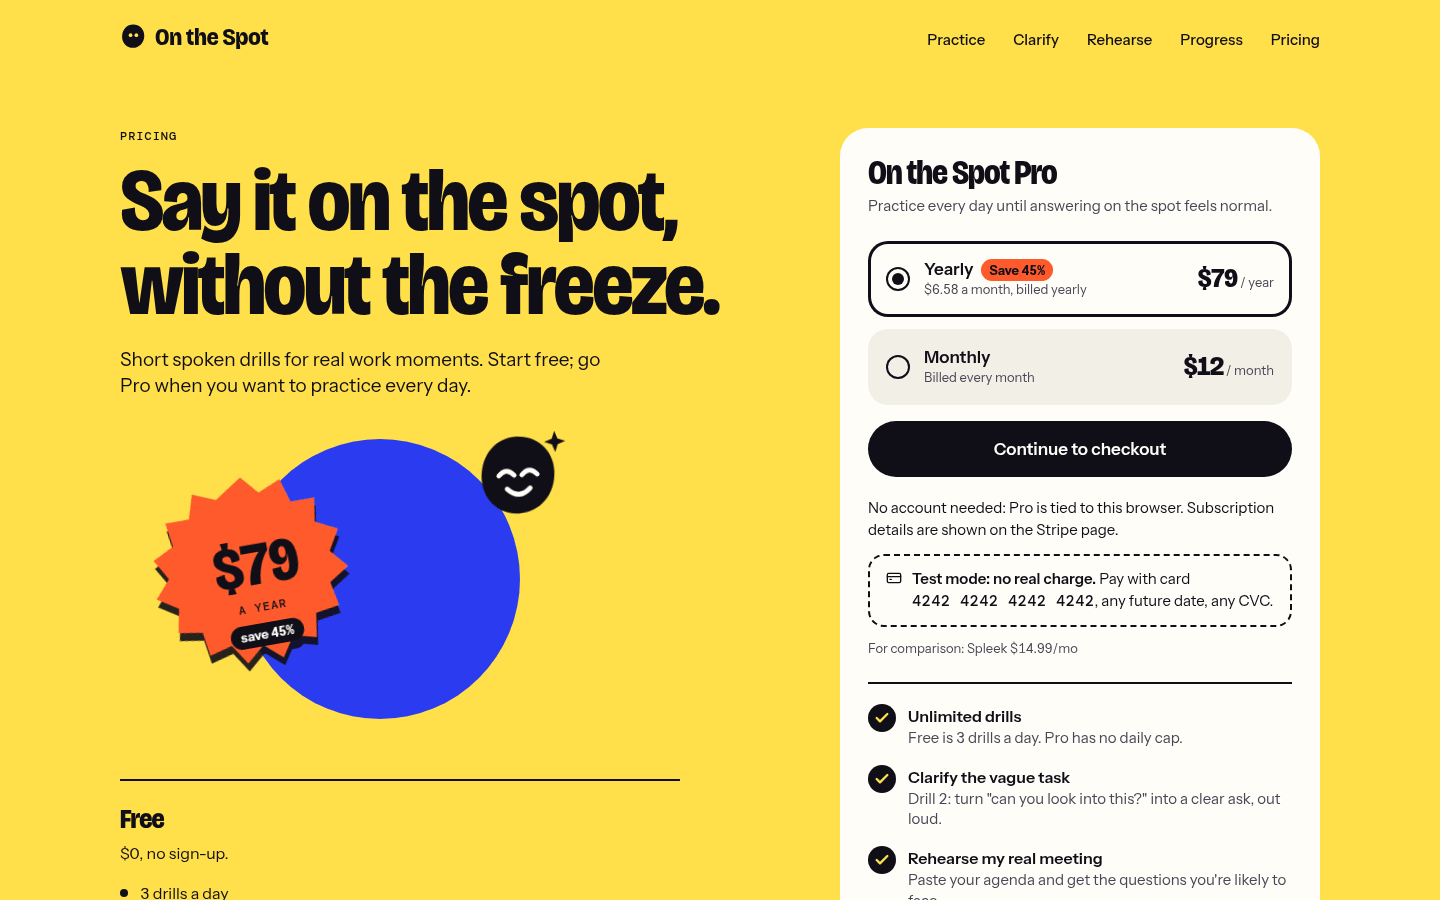 On the Spot
Practice
Clarify
Rehearse
Progress
Pricing
PRICING
Say it on the spot,
without the freeze.
Short spoken drills for real work moments. Start free; go
Pro when you want to practice every day.
$79
A YEAR
save 45%
Free
$0, no sign-up.
3 drills a day
On the Spot Pro
Practice every day until answering on the spot feels normal.
Yearly Save 45%
$6.58 a month, billed yearly
$79 / year
Monthly
Billed every month
$12 / month
Continue to checkout
No account needed: Pro is tied to this browser. Subscription
details are shown on the Stripe page.
Test mode: no real charge. Pay with card
4242 4242 4242 4242, any future date, any CVC.
For comparison: Spleek $14.99/mo
Unlimited drills
Free is 3 drills a day. Pro has no daily cap.
Clarify the vague task
Drill 2: turn "can you look into this?" into a clear ask, out
loud.
Rehearse my real meeting
Paste your agenda and get the questions you're likely to
face.